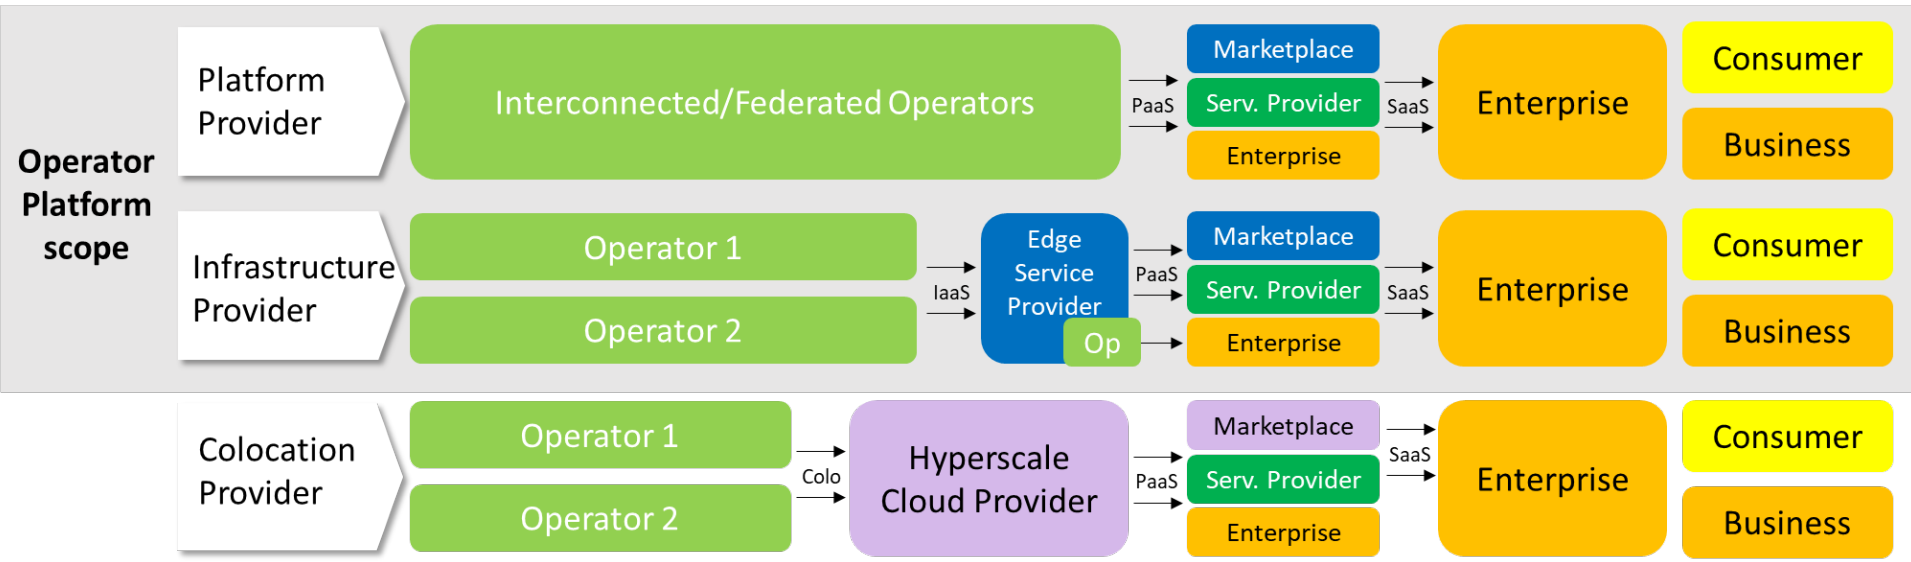 Operator
Platform
scope
Platform
Provider
Interconnected/Federated Operators
PaaS
Marketplace
Serv. Provider
Enterprise
SaaS
Enterprise
Consumer
Business
Infrastructure
Provider
Operator 1
Operator 2
IaaS
Edge
Service
Provider
Op
PaaS
Marketplace
Serv. Provider
Enterprise
SaaS
Enterprise
Consumer
Business
Colocation
Provider
Operator 1
Operator 2
Colo
Hyperscale
Cloud Provider
PaaS
Marketplace
Serv. Provider
Enterprise
SaaS
Enterprise
Consumer
Business